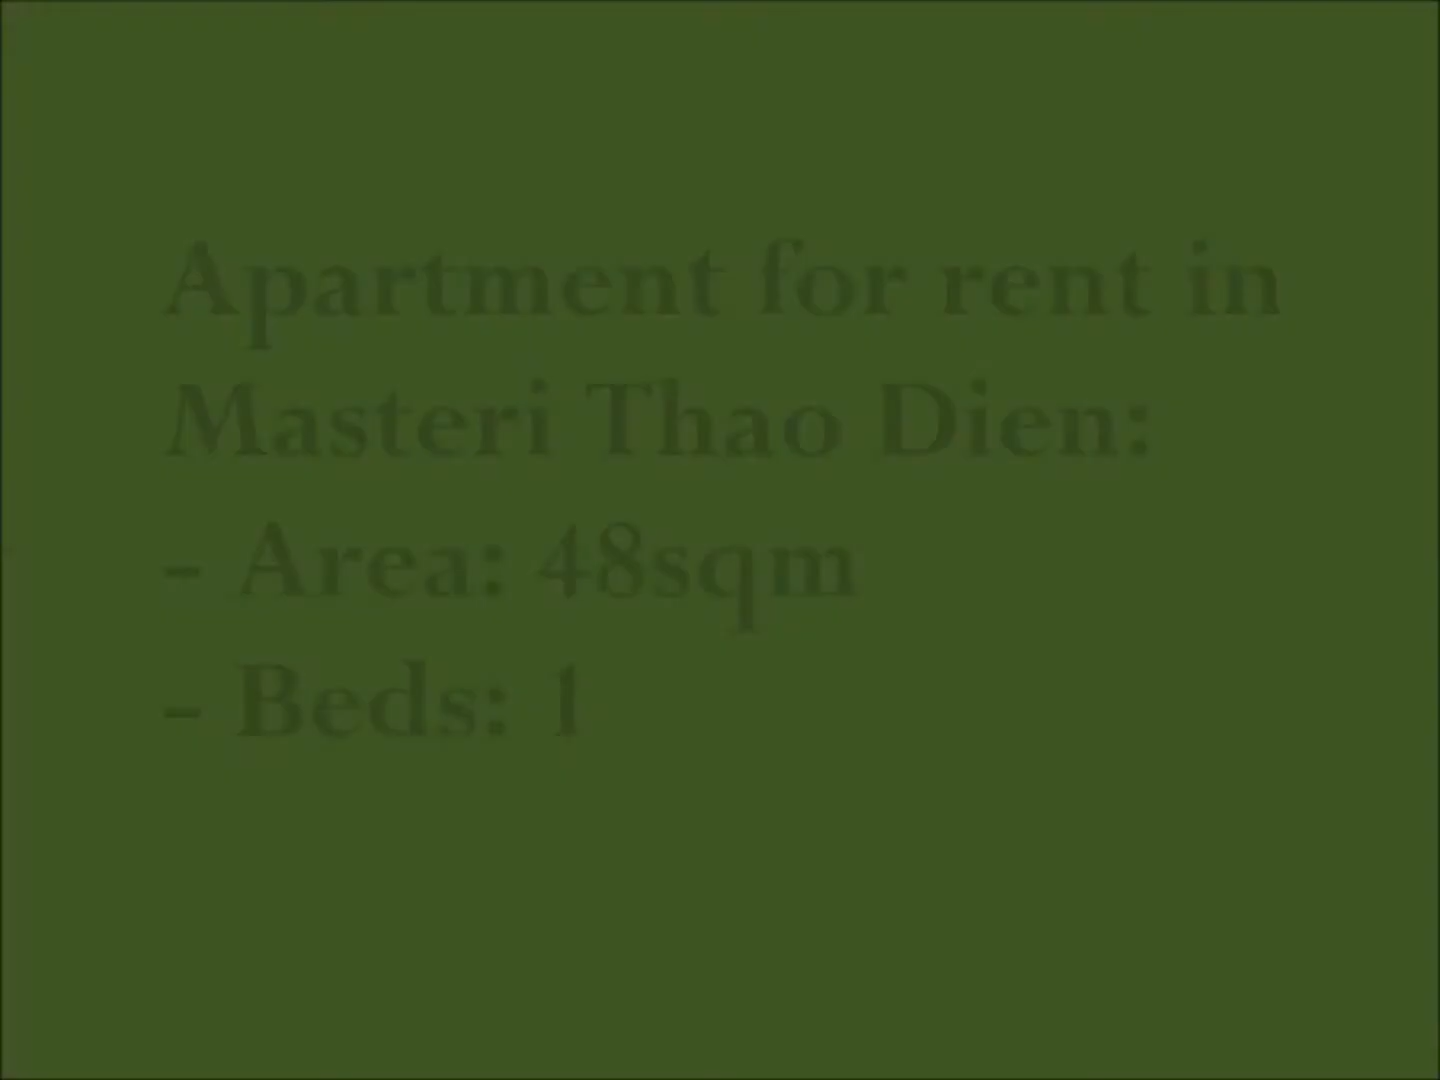 Apartment for rent in
Masteri Thao Dien:
- Area: 48sqm
- Beds: 1